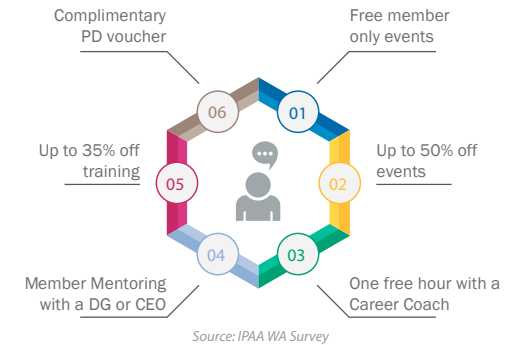 Complimentary
PD voucher
Free member
only events
06
01
Up to 35% off
training
05
Up to 50% off
events
02
04
03
Member Mentoring
with a DG or CEO
One free hour with a
Career Coach
Source: IPAA WA Survey